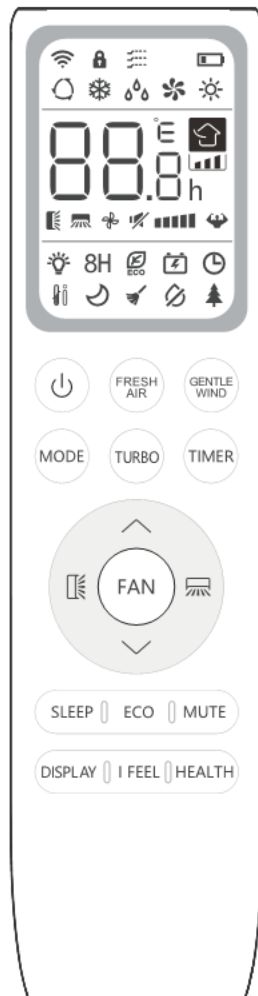 88.8
°E
h
8H
ECO
FRESH
AIR
GENTLE
WIND
MODE TURBO TIMER
FAN
SLEEP ECO MUTE
DISPLAY I FEEL HEALTH